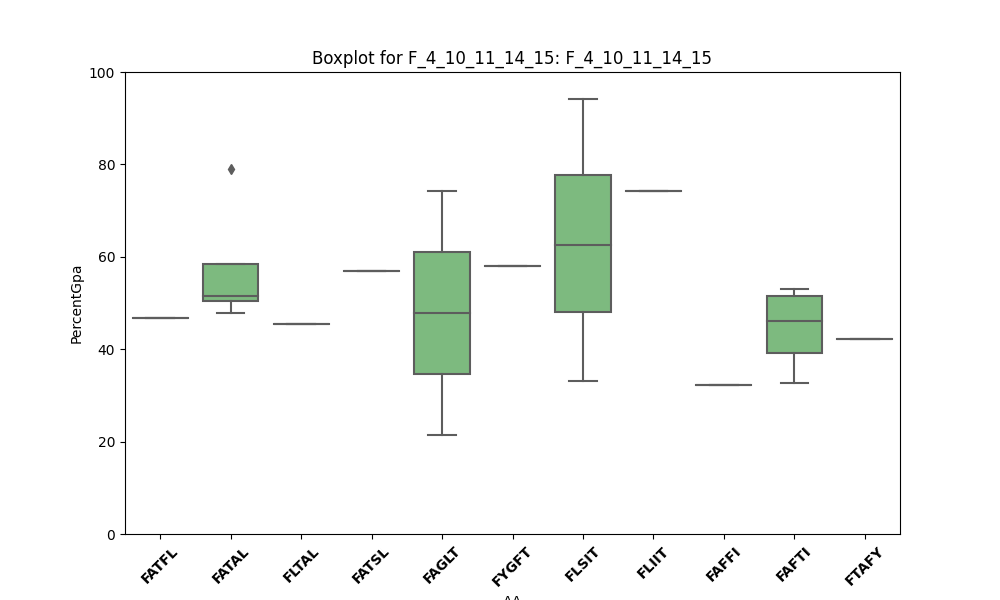 Boxplot for F_4_10_11_14_15: F_4_10_11_14_15
100
80
60
40
20
0
PercentGpa
FATFL
FATAL
FLTAL
FATSL
FAGLT
FYGFT
FLSIT
FLIIT
FAFFI
FAFTI
FTAFY